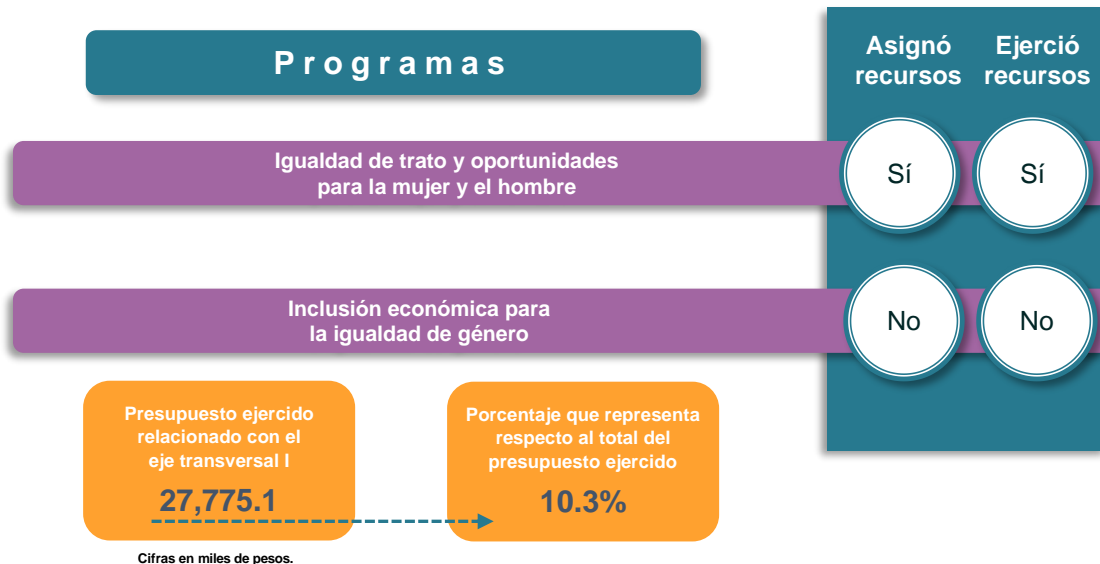 Programas
Asignó
recursos
Ejerció
recursos
Igualdad de trato y oportunidades
para la mujer y el hombre
Sí
Sí
Inclusión económica para
la igualdad de género
No
No
Presupuesto ejercido
relacionado con el
eje transversal I
27,775.1
Porcentaje que representa
respecto al total del
presupuesto ejercido
10.3%
Cifras en miles de pesos.